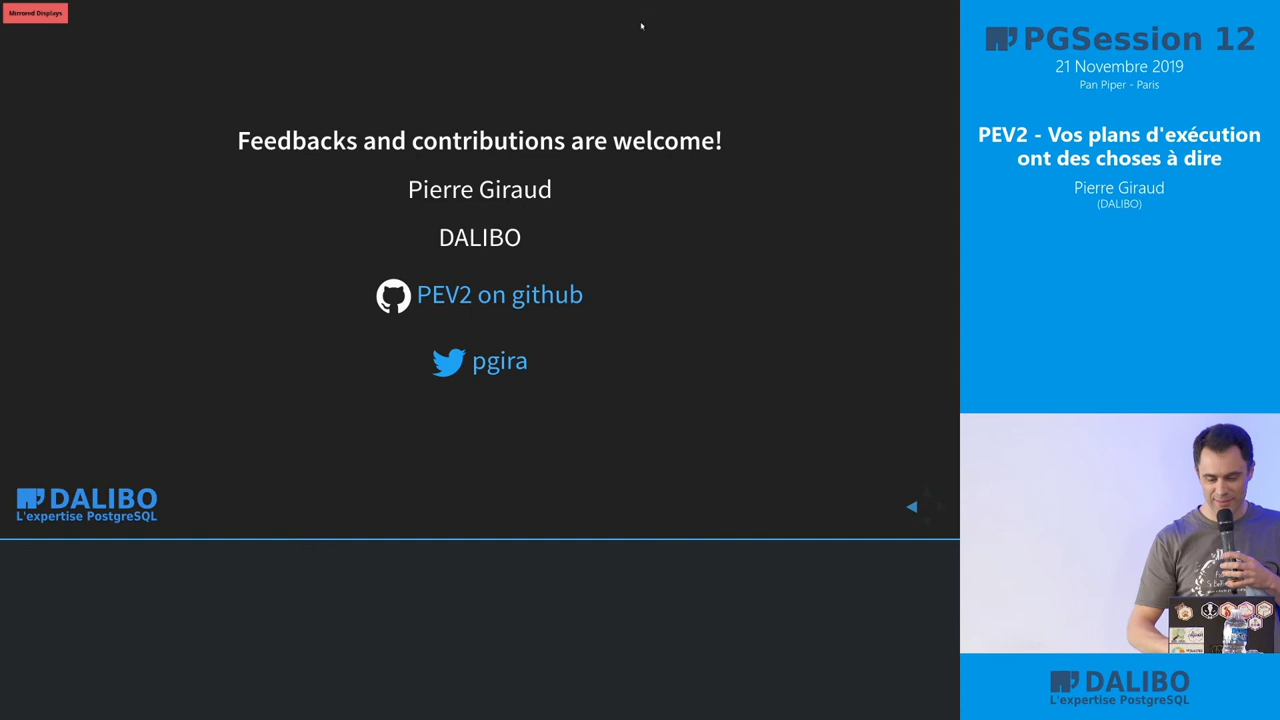 Mirrored Displays
Feedbacks and contributions are welcome!
Pierre Giraud
DALIBO
PEV2 on github
pgira
DALIBO
L'expertise PostgreSQL
PGSession 12
21 Novembre 2019
Pan Piper - Paris
PEV2 - Vos plans d'exécution
ont des choses à dire
Pierre Giraud
(DALIBO)
DALIBO
L'expertise PostgreSQL